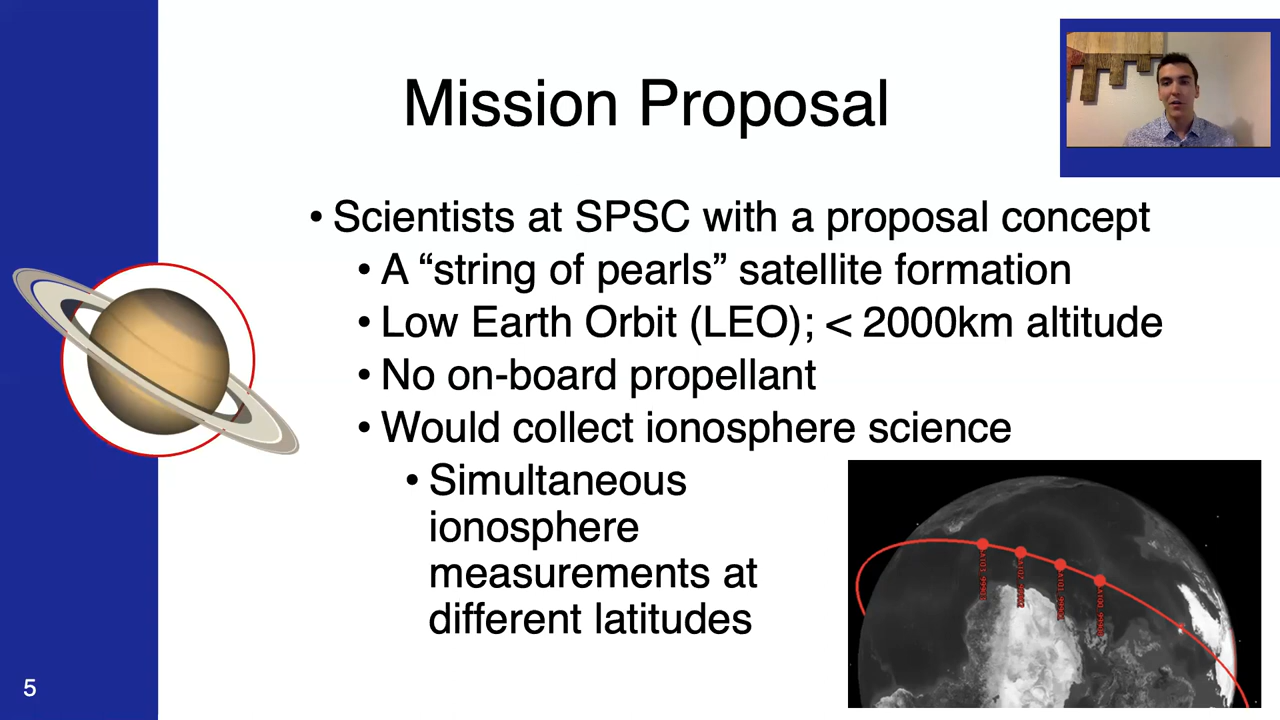 Mission Proposal
• Scientists at SPSC with a proposal concept
• A “string of pearls” satellite formation
• Low Earth Orbit (LEO); < 2000km altitude
• No on-board propellant
• Would collect ionosphere science
• Simultaneous
ionosphere
measurements at
different latitudes
5